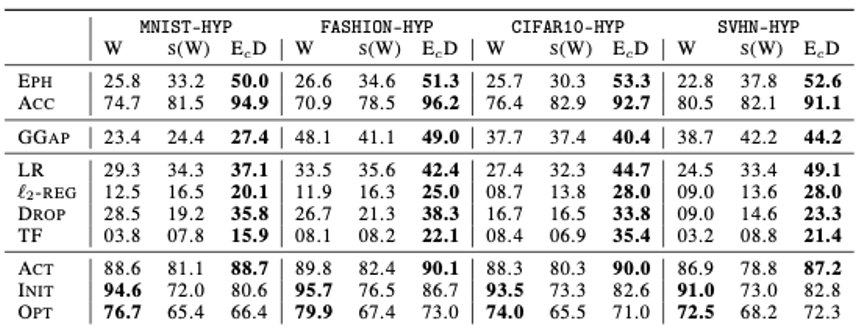 MNIST-HYP FASHION-HYP CIFAR10-HYP SVHN-HYP
W s(W) EcD W s(W) EcD W s(W) EcD W s(W) EcD
EPH 25.8 33.2 50.0 26.6 34.6 51.3 25.7 30.3 53.3 22.8 37.8 52.6
ACC 74.7 81.5 94.9 70.9 78.5 96.2 76.4 82.9 92.7 80.5 82.1 91.1
GGAP 23.4 24.4 27.4 48.1 41.1 49.0 37.7 37.4 40.4 38.7 42.2 44.2
LR 29.3 34.3 37.1 33.5 35.6 42.4 27.4 32.3 44.7 24.5 33.4 49.1
ℓ2-REG 12.5 16.5 20.1 11.9 16.3 25.0 08.7 13.8 28.0 09.0 13.6 28.0
DROP 28.5 19.2 35.8 26.7 21.3 38.3 16.7 16.5 33.8 09.0 14.6 23.3
TF 03.8 07.8 15.9 08.1 08.2 22.1 08.4 06.9 35.4 03.2 08.8 21.4
ACT 88.6 81.1 88.7 89.8 82.4 90.1 88.3 80.3 90.0 86.9 78.8 87.2
INIT 94.6 72.0 80.6 95.7 76.5 86.7 93.5 73.3 82.6 91.0 73.0 82.8
OPT 76.7 65.4 66.4 79.9 67.4 73.0 74.0 65.5 71.0 72.5 68.2 72.3